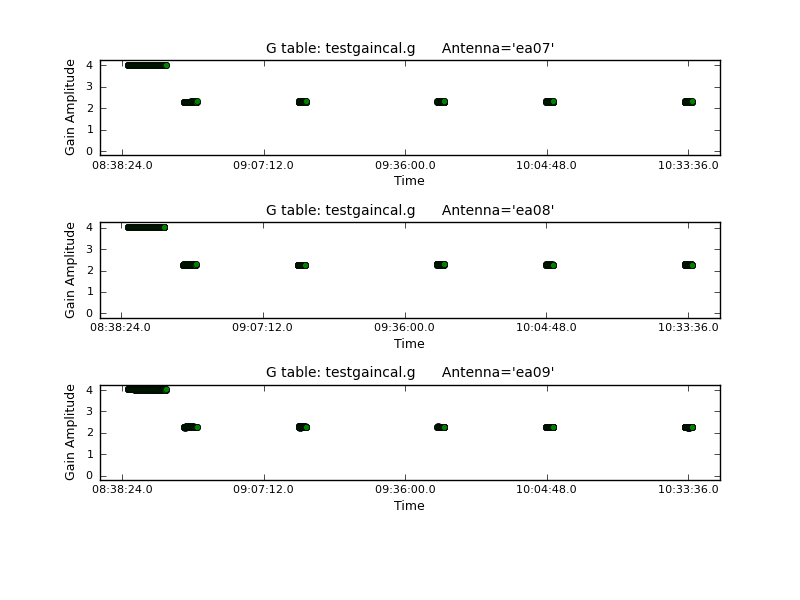 G table: testgaincal.g Antenna='ea07'
Gain Amplitude
4
3
2
1
0
08:38:24.0 09:07:12.0 09:36:00.0 10:04:48.0 10:33:36.0
Time
G table: testgaincal.g Antenna='ea08'
Gain Amplitude
4
3
2
1
0
08:38:24.0 09:07:12.0 09:36:00.0 10:04:48.0 10:33:36.0
Time
G table: testgaincal.g Antenna='ea09'
Gain Amplitude
4
3
2
1
0
08:38:24.0 09:07:12.0 09:36:00.0 10:04:48.0 10:33:36.0
Time